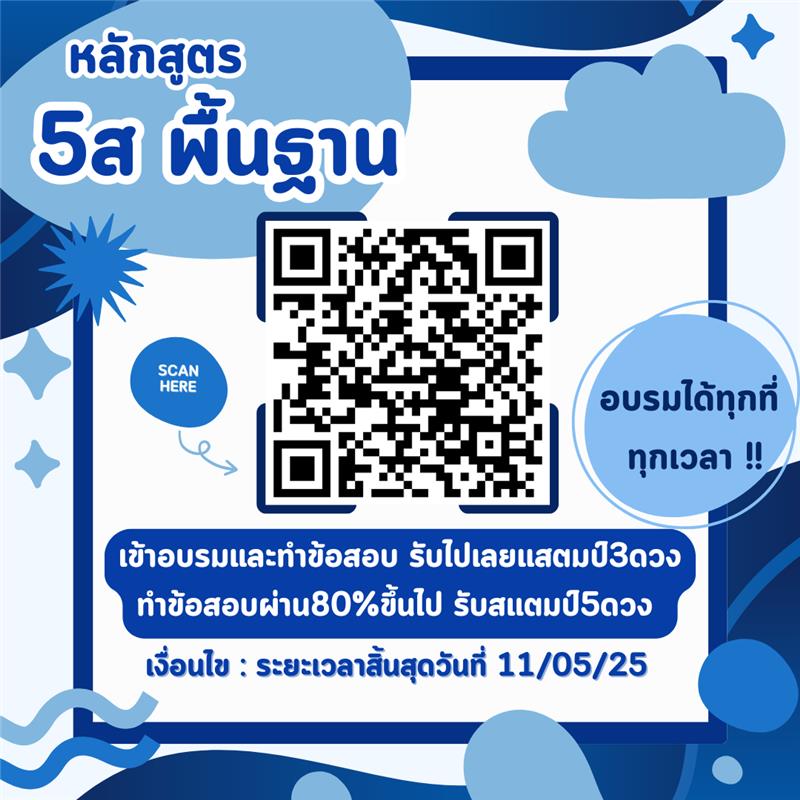 หลักสูตร
5ส พื้นฐาน
SCAN
HERE
อบรมได้ทุกที่
ทุกเวลา !!
เข้าอบรมและทำข้อสอบ รับไปเลยแสตมป์3ดวง
ทำข้อสอบผ่าน80%ขึ้นไป รับสแตมป์5ดวง
เงื่อนไข : ระยะเวลาสิ้นสุดวันที่ 11/05/25